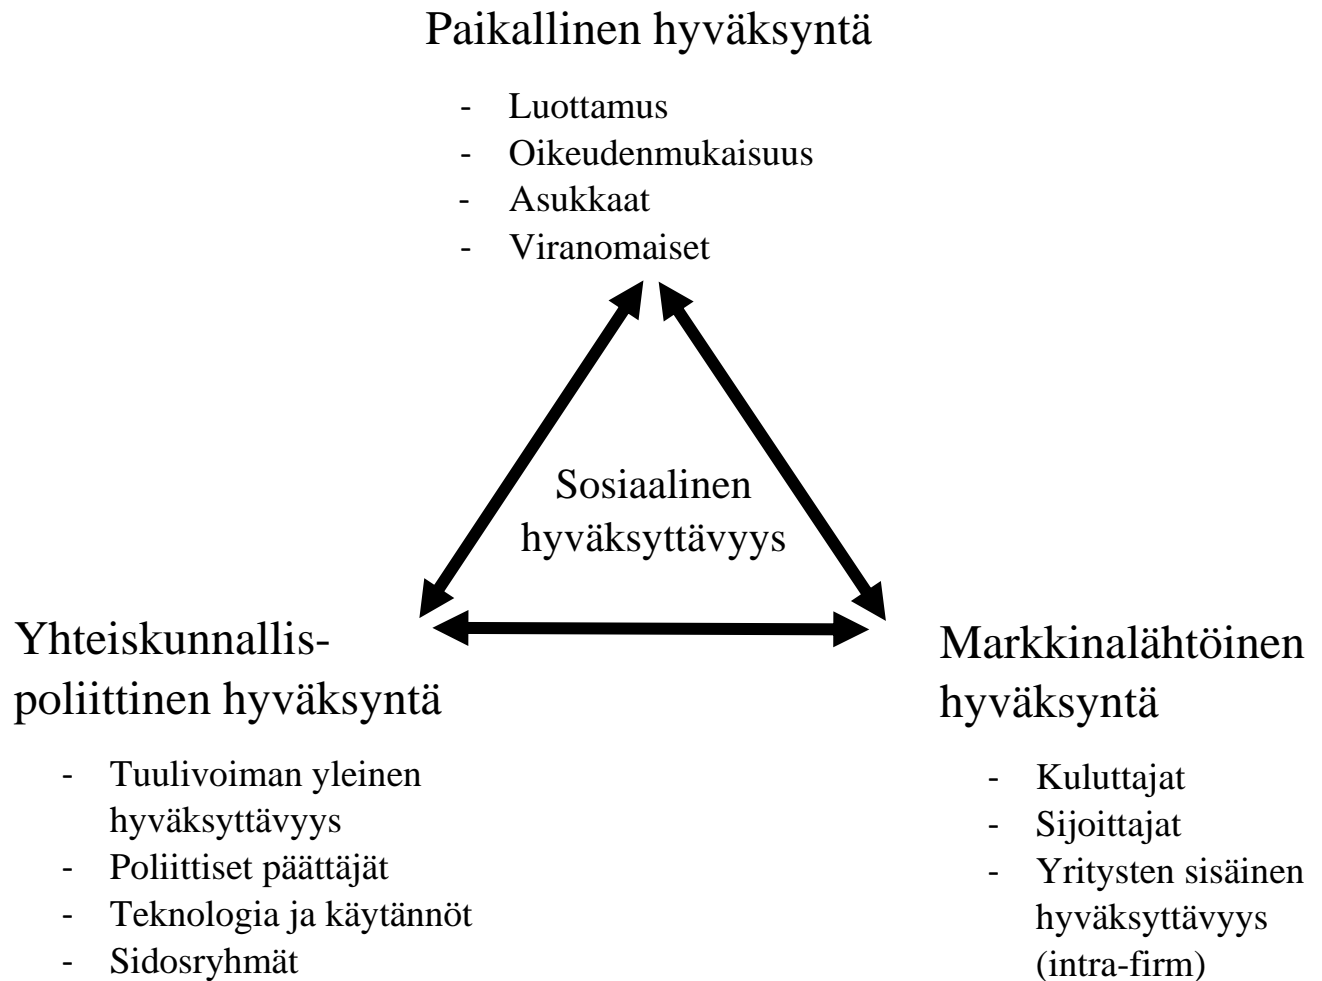 Paikallinen hyväksyntä
- Luottamus
- Oikeudenmukaisuus
- Asukkaat
- Viranomaiset
Sosiaalinen
hyväksyttävyys
Yhteiskunnallis-
poliittinen hyväksyntä
- Tuulivoiman yleinen
hyväksyttävyys
- Poliittiset päättäjät
- Teknologia ja käytännöt
- Sidosryhmät
Markkinalähtöinen
hyväksyntä
- Kuluttajat
- Sijoittajat
- Yritysten sisäinen
hyväksyttävyys
(intra-firm)